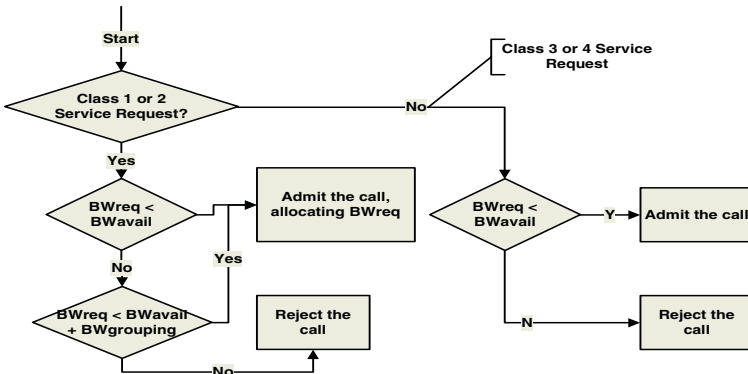 Start
Class 3 or 4 Service
Request
Class 1 or 2
Service Request?
No
Yes
BWreq <
BWavail
Admit the call,
allocating BWreq
BWreq <
BWavail
Y
Admit the call
No
Yes
BWreq < BWavail
+ BWgrouping
Reject the
call
N
Reject the
call
No